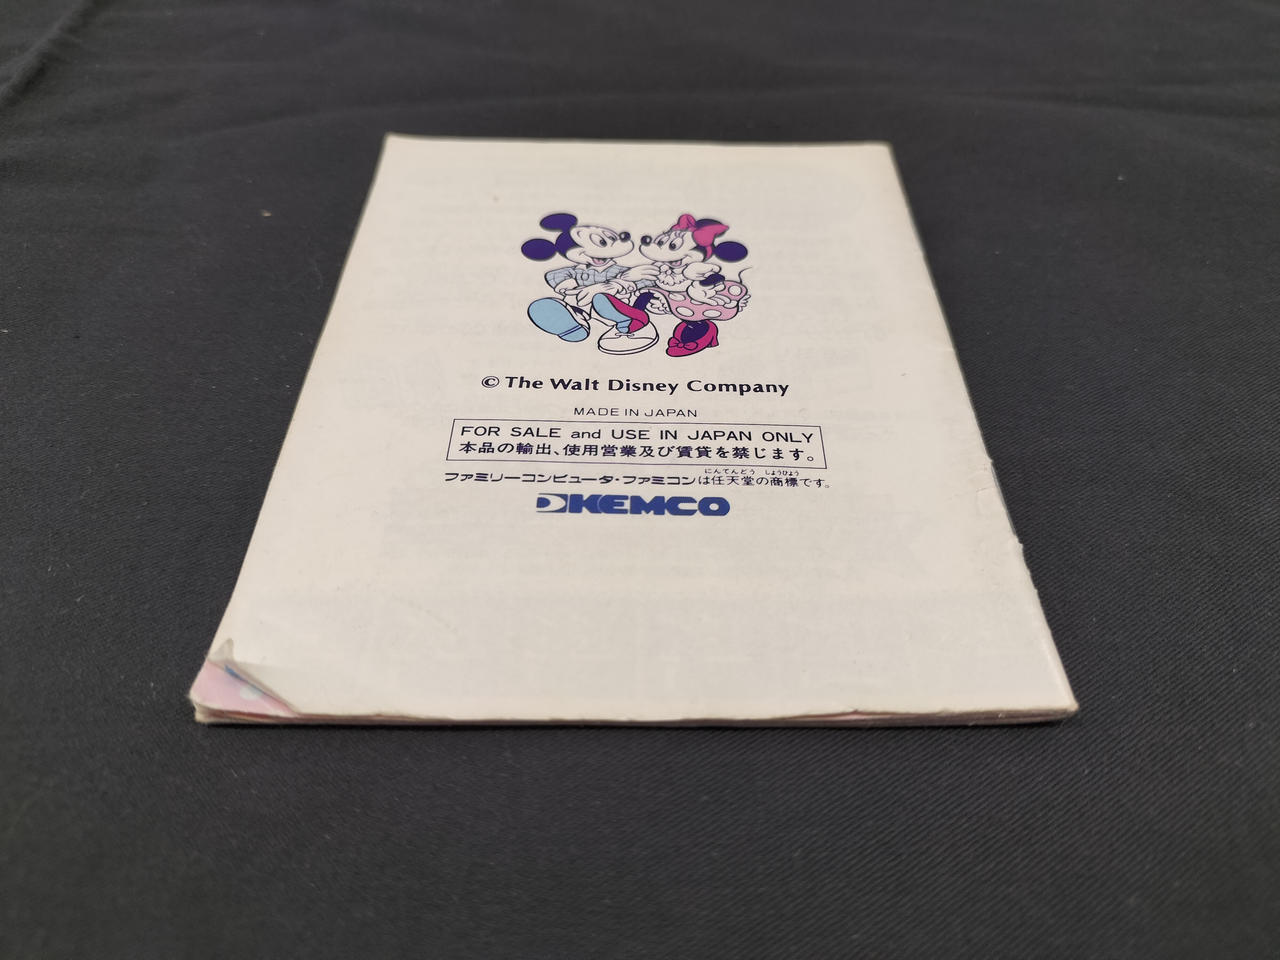 © The Walt Disney Company
MADE IN JAPAN
FOR SALE and USE IN JAPAN ONLY
本品の輸出、使用営業及び賃貸を禁じます。
にんてんどう しょうひょう
ファミリーコンピュータ・ファミコンは任天堂の商標です。
KEMCO